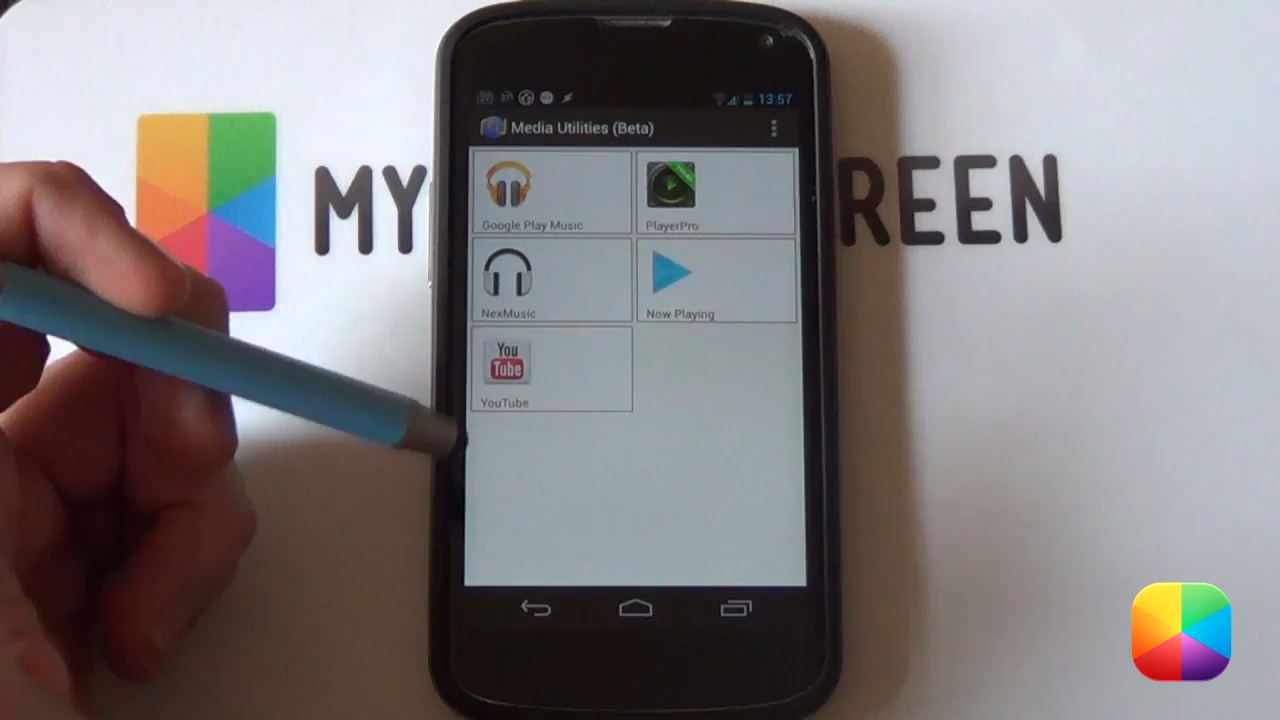 13:57
Media Utilities (Beta)
MY REEN
Google Play Music
PlayerPro
NexMusic
Now Playing
You
Tube
YouTube